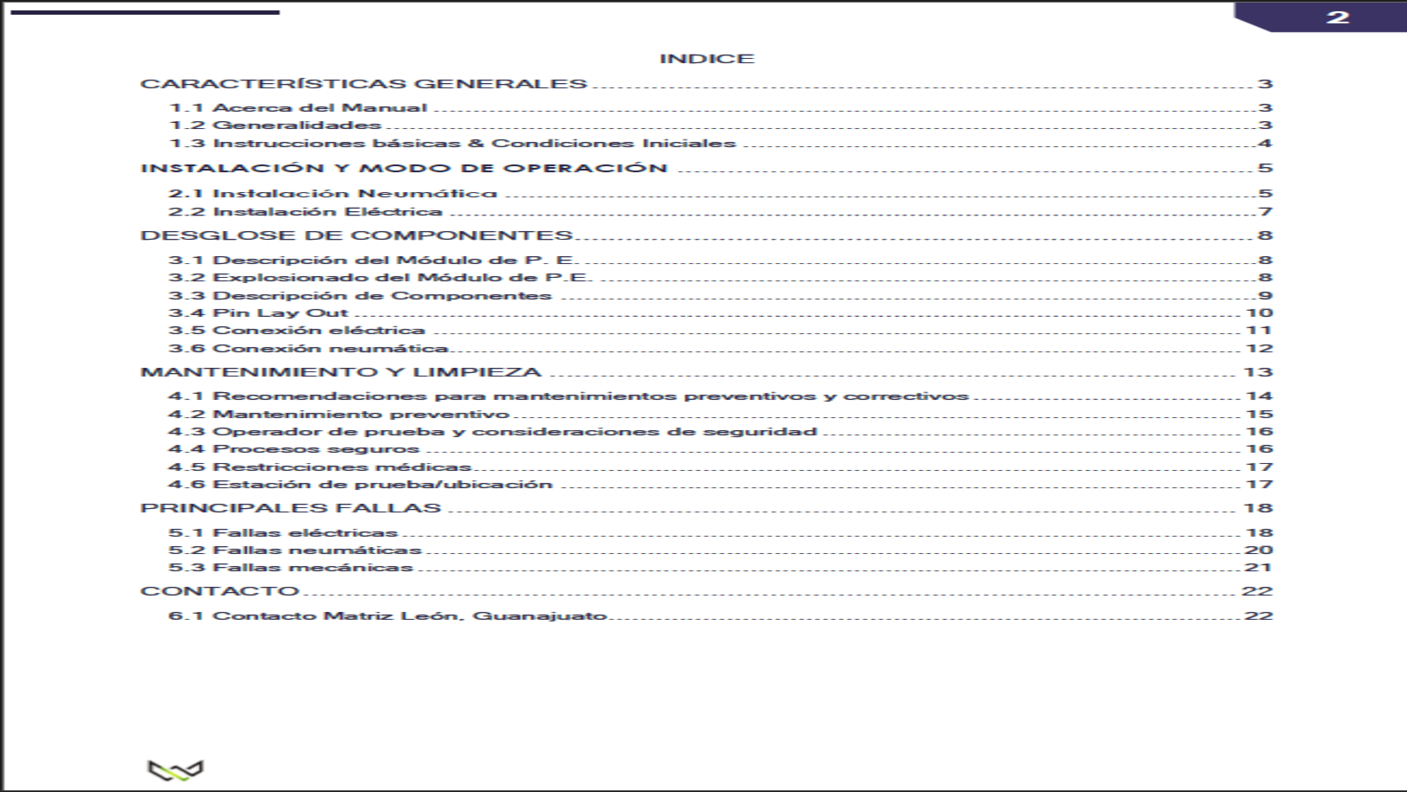 2
INDICE
CARACTERÍSTICAS GENERALES 3
1.1 Acerca del Manual 3
1.2 Generalidades 3
1.3 Instrucciones básicas & Condiciones Iniciales 4
INSTALACIÓN Y MODO DE OPERACIÓN 5
2.1 Instalación Neumática 5
2.2 Instalación Eléctrica 7
DESGLOSE DE COMPONENTES 8
3.1 Descripción del Módulo de P. E. 8
3.2 Explosionado del Módulo de P.E. 8
3.3 Descripción de Componentes 9
3.4 Pin Lay Out 10
3.5 Conexión eléctrica 11
3.6 Conexión neumática 12
MANTENIMIENTO Y LIMPIEZA 13
4.1 Recomendaciones para mantenimientos preventivos y correctivos 14
4.2 Mantenimiento preventivo 15
4.3 Operador de prueba y consideraciones de seguridad 16
4.4 Procesos seguros 16
4.5 Restricciones médicas 17
4.6 Estación de prueba/ubicación 17
PRINCIPALES FALLAS 18
5.1 Fallas eléctricas 18
5.2 Fallas neumáticas 20
5.3 Fallas mecánicas 21
CONTACTO 22
6.1 Contacto Matriz León, Guanajuato 22